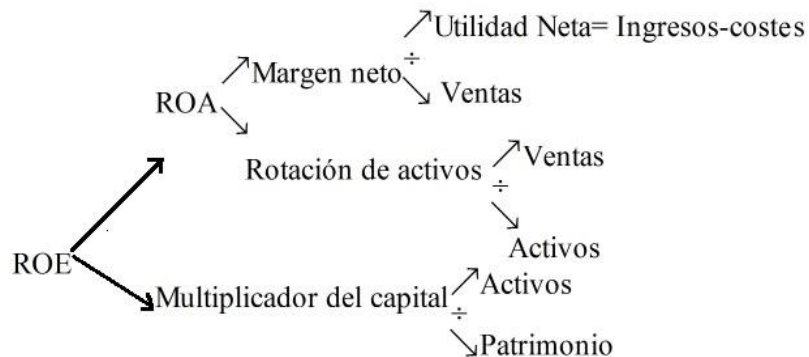 Utilidad Neta= Ingresos-costes
÷
Margen neto
Ventas
ROA
Rotación de activos
Ventas
÷
Activos
ROE
Multiplicador del capital
Activos
÷
Patrimonio